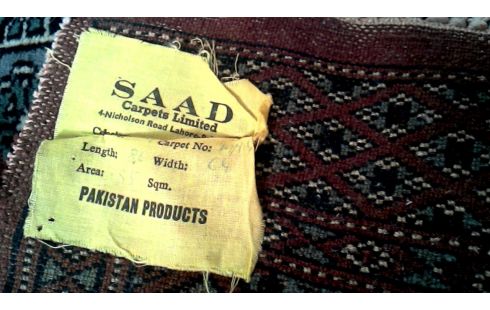 SAAD
Carpets Limited
4-Nicholson Road Lahore
Carpet No:
Length: Width:
Area: Sqm.
PAKISTAN PRODUCTS